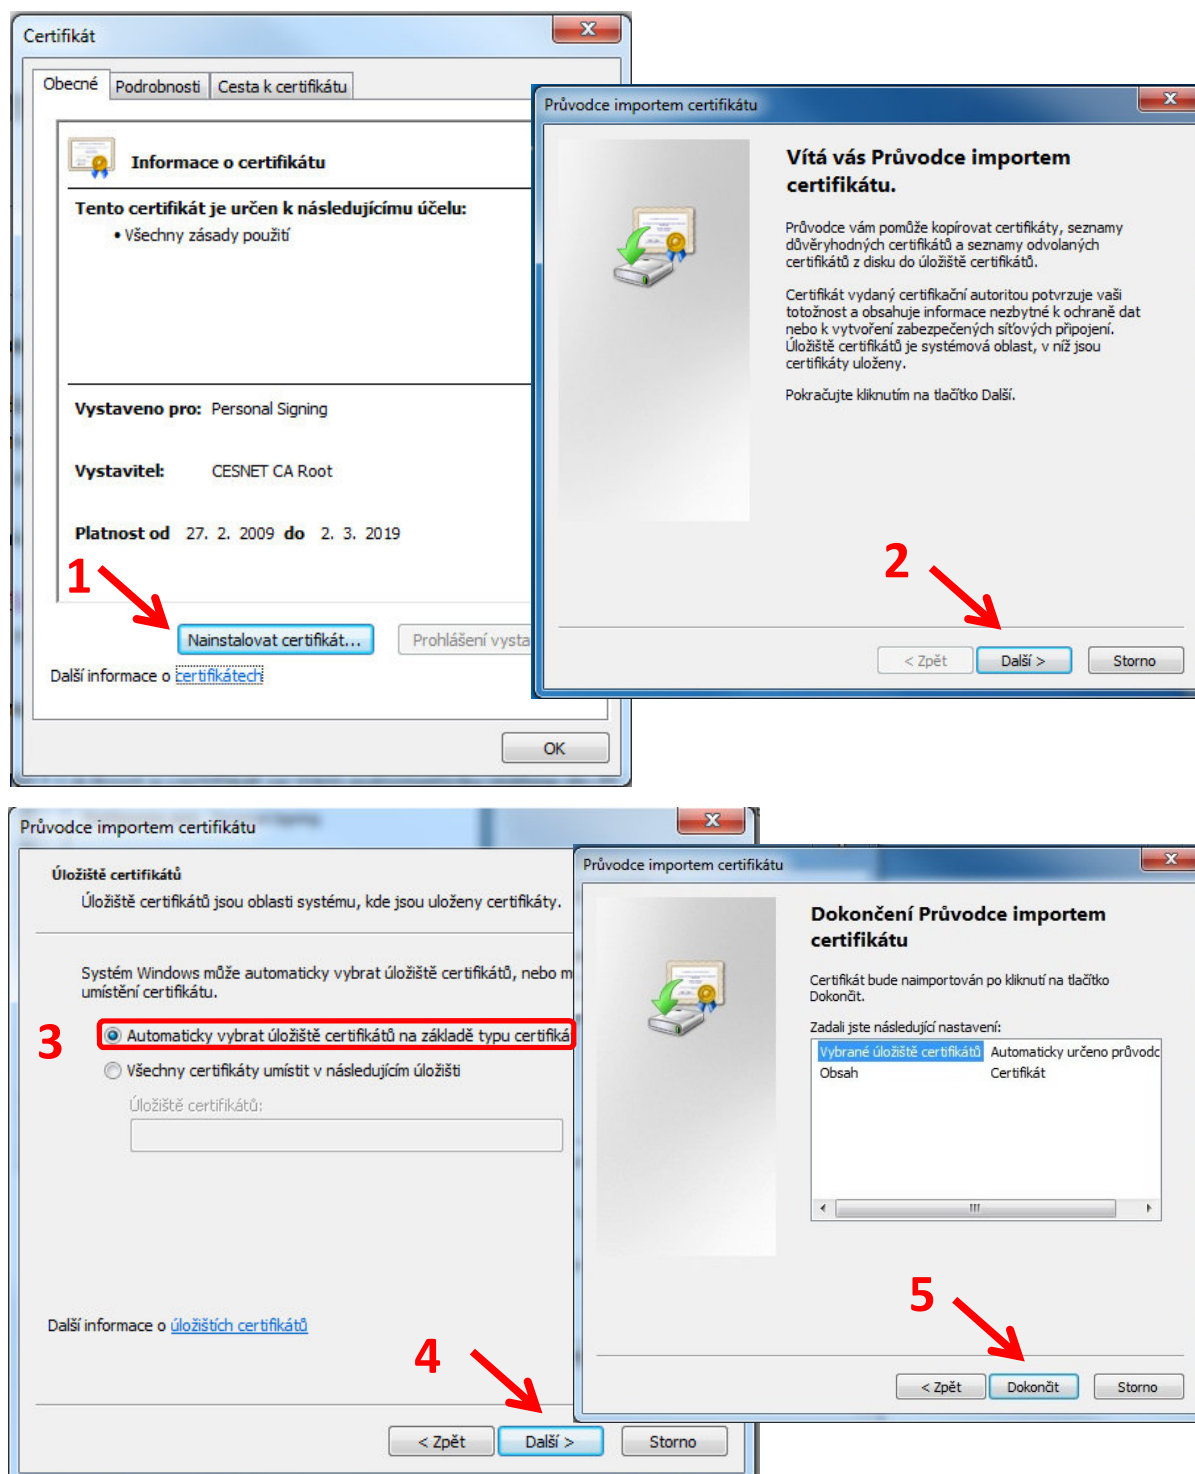 Certifikát
Obecné Podrobnosti Cesta k certifikátu
Informace o certifikátu
Tento certifikát je určen k následujícímu účelu:
• Všechny zásady použití
Vystaveno pro: Personal Signing
Vystavitel: CESNET CA Root
Platnost od 27. 2. 2009 do 2. 3. 2019
1
Nainstalovat certifikát... Prohlášení vysta
Další informace o certifikátech
OK
Průvodce importem certifikátu
Vítá vás Průvodce importem
certifikátu.
Průvodce vám pomůže kopírovat certifikáty, seznamy
důvěryhodných certifikátů a seznamy odvolaných
certifikátů z disku do úložiště certifikátů.
Certifikát vydaný certifikační autoritou potvrzuje vaši
totožnost a obsahuje informace nezbytné k ochraně dat
nebo k vytvoření zabezpečených síťových připojení.
Úložiště certifikátů je systémová oblast, v níž jsou
certifikáty uloženy.
Pokračujte kliknutím na tlačítko Další.
2
< Zpět Další > Storno
Průvodce importem certifikátu
Úložiště certifikátů
Úložiště certifikátů jsou oblasti systému, kde jsou uloženy certifikáty.
Systém Windows může automaticky vybrat úložiště certifikátů, nebo m
umístění certifikátu.
3
Automaticky vybrat úložiště certifikátů na základě typu certifiká
Všechny certifikáty umístit v následujícím úložišti
Úložiště certifikátů:
Další informace o úložištích certifikátů
4
< Zpět Další > Storno
Průvodce importem certifikátu
Dokončení Průvodce importem
certifikátu
Certifikát bude naimportován po kliknutí na tlačítko
Dokončit.
Zadali jste následující nastavení:
Vybrané úložiště certifikátů Automaticky určeno průvodc
Obsah Certifikát
5
< Zpět Dokončit Storno